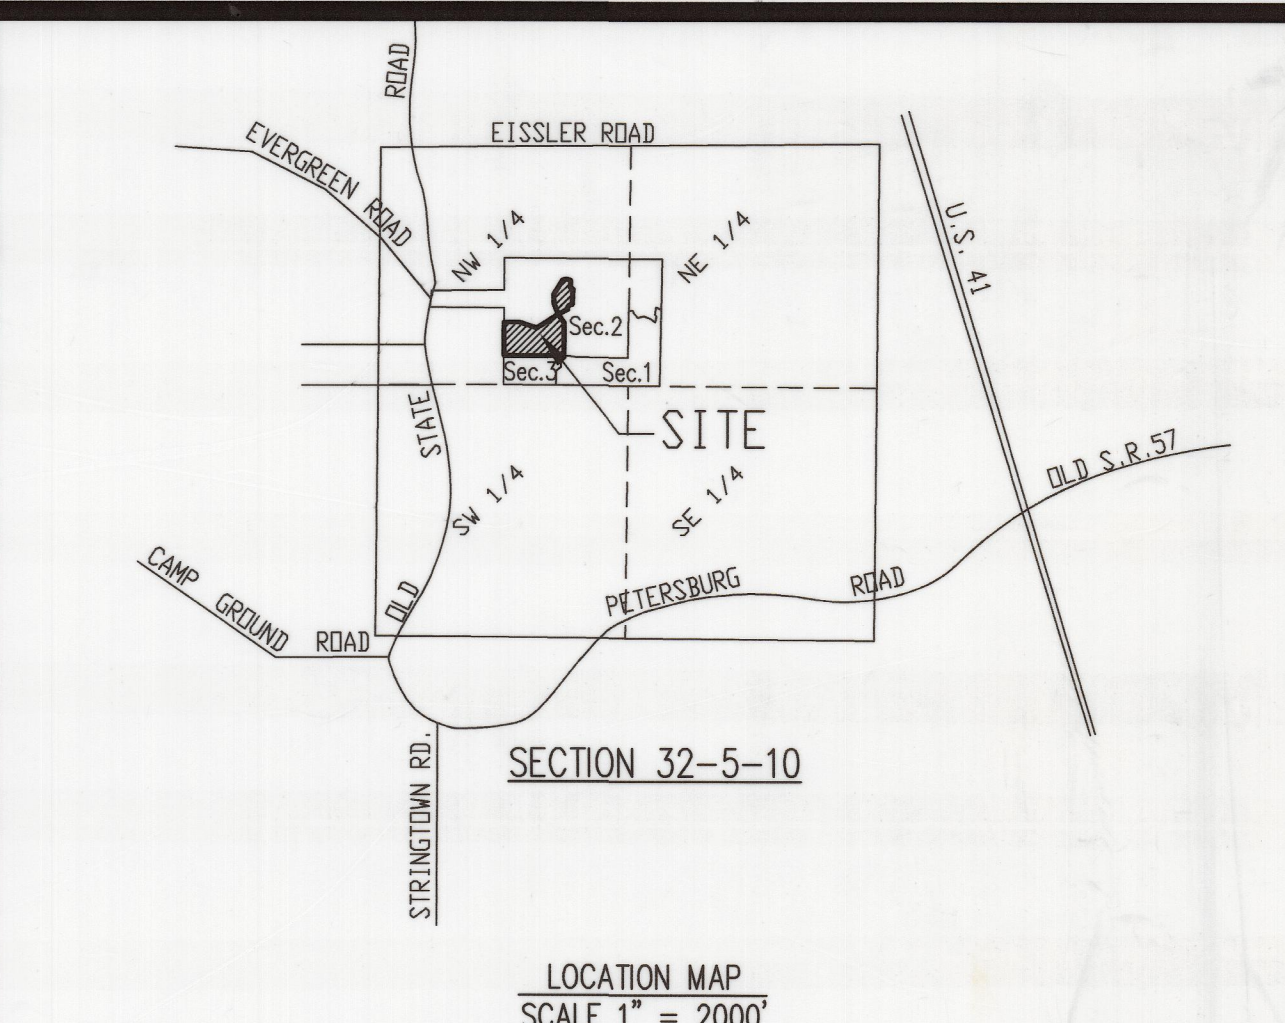 ROAD
EISSLER ROAD
EVERGREEN ROAD
NW 1/4
NE 1/4
U.S. 41
Sec.2
Sec.3
Sec.1
SITE
STATE
OLD S.R.57
SW 1/4
SE 1/4
CAMP GROUND ROAD
OLD
PETERSBURG ROAD
STRINGTOWN RD.
SECTION 32-5-10
LOCATION MAP
SCALE 1" = 2000'